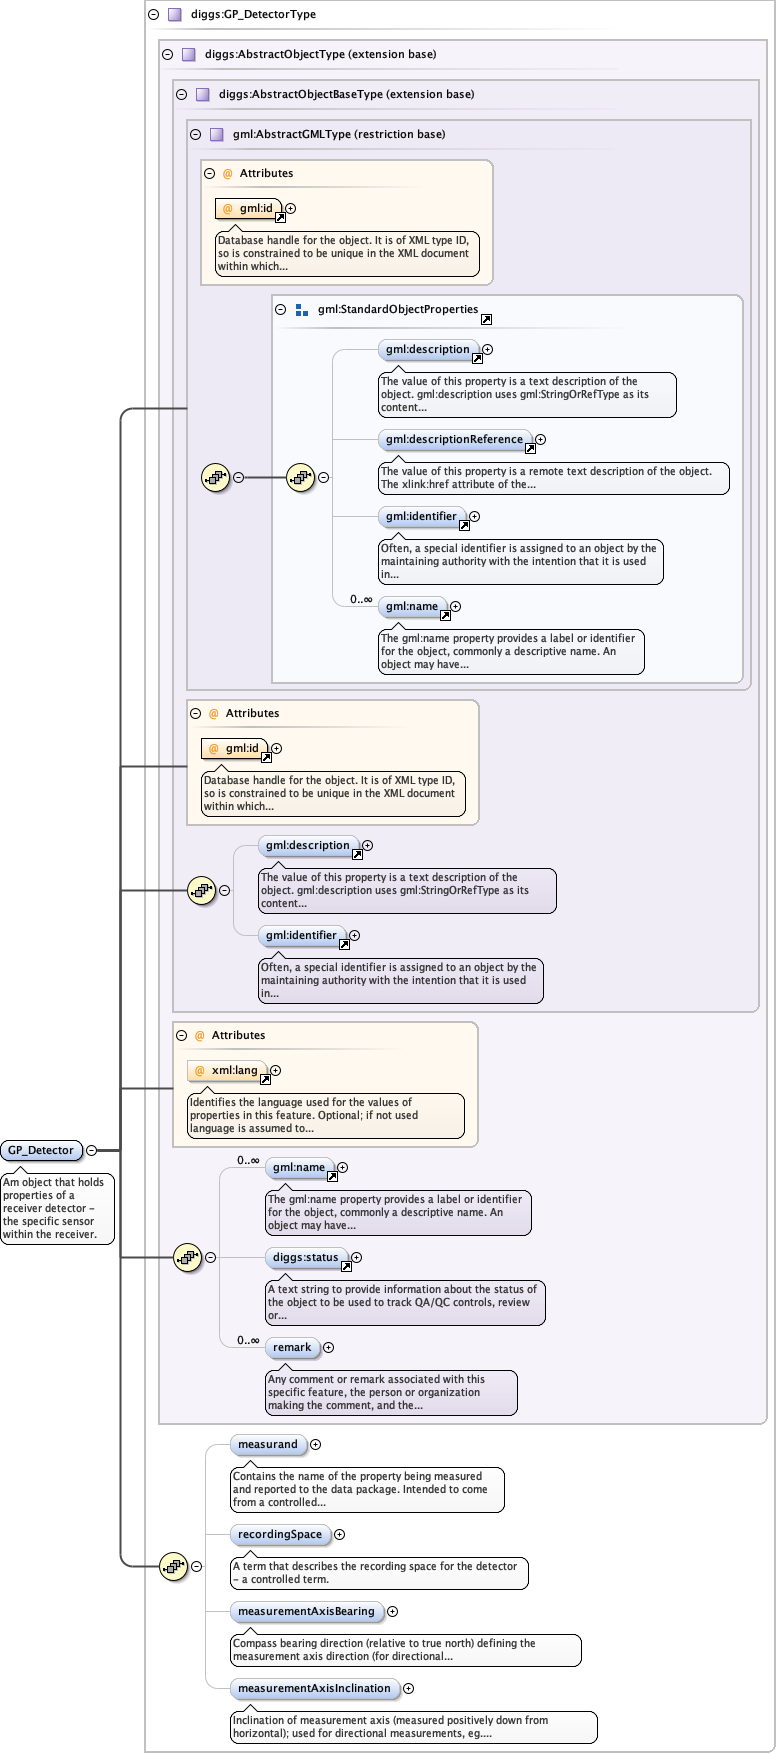 diggs:GP_DetectorType
diggs:AbstractObjectType (extension base)
diggs:AbstractObjectBaseType (extension base)
gml:AbstractGMLType (restriction base)
@ Attributes
@ gml:id
Database handle for the object. It is of XML type ID,
so is constrained to be unique in the XML document
within which...
gml:StandardObjectProperties
gml:description
The value of this property is a text description of the
object. gml:description uses gml:StringOrRefType as its
content...
gml:descriptionReference
The value of this property is a remote text description of the object.
The xlink:href attribute of the...
gml:identifier
Often, a special identifier is assigned to an object by the
maintaining authority with the intention that it is used
in...
0..∞
gml:name
The gml:name property provides a label or identifier
for the object, commonly a descriptive name. An
object may have...
@ Attributes
@ gml:id
Database handle for the object. It is of XML type ID,
so is constrained to be unique in the XML document
within which...
gml:description
The value of this property is a text description of the
object. gml:description uses gml:StringOrRefType as its
content...
gml:identifier
Often, a special identifier is assigned to an object by the
maintaining authority with the intention that it is used
in...
@ Attributes
@ xml:lang
Identifies the language used for the values of
properties in this feature. Optional; if not used
language is assumed to...
GP_Detector
Am object that holds
properties of a
receiver detector -
the specific sensor
within the receiver.
0..∞
gml:name
The gml:name property provides a label or identifier
for the object, commonly a descriptive name. An
object may have...
diggs:status
A text string to provide information about the status of
the object to be used to track QA/QC controls, review
or...
0..∞
remark
Any comment or remark associated with this
specific feature, the person or organization
making the comment, and the...
measurand
Contains the name of the property being measured
and reported to the data package. Intended to come
from a controlled...
recordingSpace
A term that describes the recording space for the detector
- a controlled term.
measurementAxisBearing
Compass bearing direction (relative to true north) defining the
measurement axis direction (for directional...
measurementAxisInclination
Inclination of measurement axis (measured positively down from
horizontal); used for directional measurements, eg....